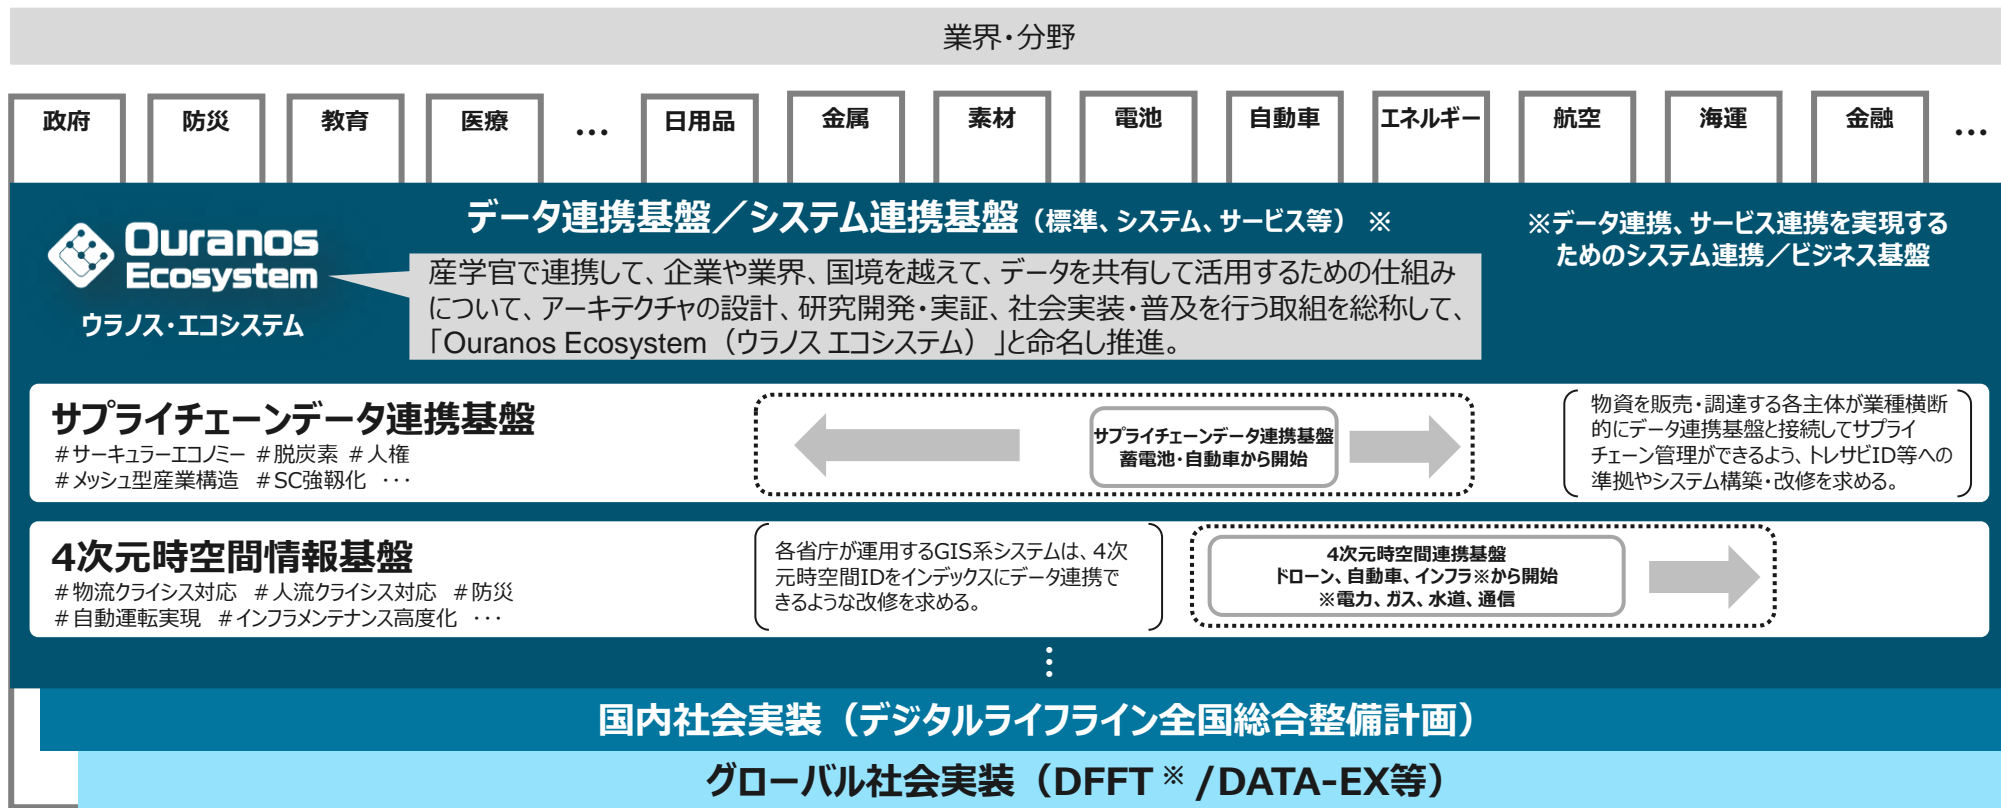 業界・分野
政府 防災 教育 医療 … 日用品 金属 素材 電池 自動車 エネルギー 航空 海運 金融 …
Ouranos
Ecosystem
ウラノス・エコシステム
データ連携基盤／システム連携基盤（標準、システム、サービス等）※
※データ連携、サービス連携を実現する
ためのシステム連携／ビジネス基盤
産学官で連携して、企業や業界、国境を越えて、データを共有して活用するための仕組み
について、アーキテクチャの設計、研究開発・実証、社会実装・普及を行う取組を総称して、
「Ouranos Ecosystem（ウラノス エコシステム）」と命名し推進。
サプライチェーンデータ連携基盤
＃サーキュラーエコノミー ＃脱炭素 ＃人権
＃メッシュ型産業構造 ＃SC強靱化 ・・・
サプライチェーンデータ連携基盤
蓄電池・自動車から開始
物資を販売・調達する各主体が業種横断
的にデータ連携基盤と接続してサプライ
チェーン管理ができるよう、トレサビID等への
準拠やシステム構築・改修を求める。
4次元時空間情報基盤
＃物流クライシス対応 ＃人流クライシス対応 ＃防災
＃自動運転実現 ＃インフラメンテナンス高度化 ・・・
各省庁が運用するGIS系システムは、4次
元時空間IDをインデックスにデータ連携で
きるような改修を求める。
4次元時空間連携基盤
ドローン、自動車、インフラ※から開始
※電力、ガス、水道、通信
⋮
国内社会実装（デジタルライフライン全国総合整備計画）
グローバル社会実装（DFFT※/DATA-EX等）